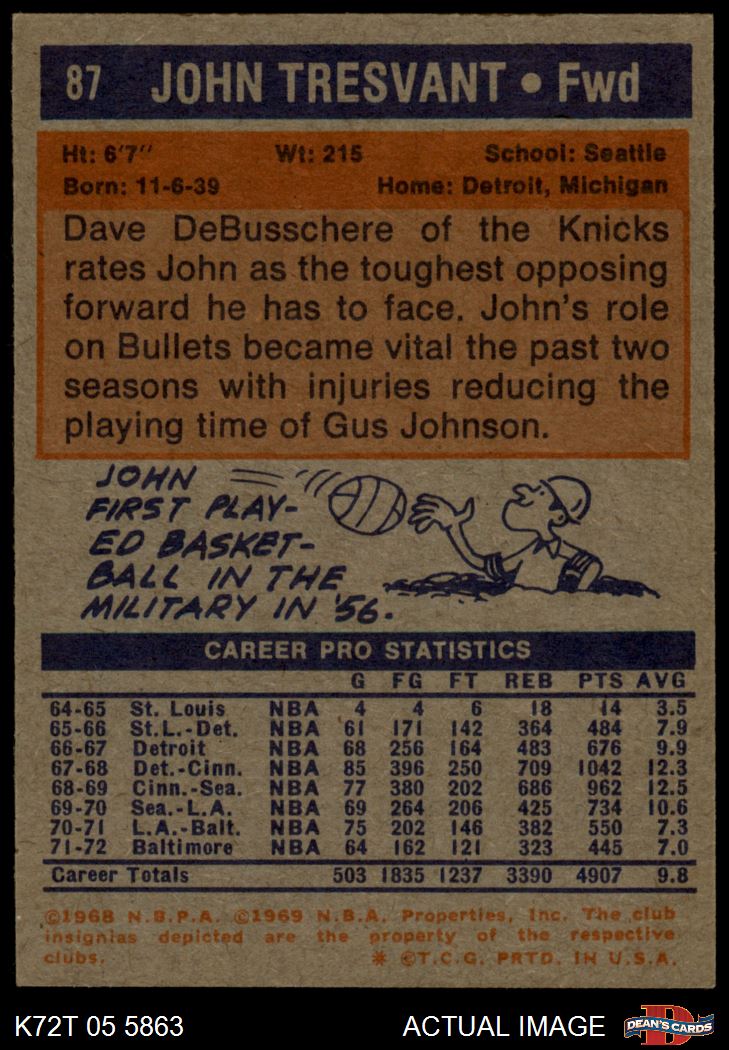 87 JOHN TRESVANT • Fwd
Ht: 6'7" Wt: 215 School: Seattle
Born: 11-6-39 Home: Detroit, Michigan
Dave DeBusschere of the Knicks
rates John as the toughest opposing
forward he has to face. John's role
on Bullets became vital the past two
seasons with injuries reducing the
playing time of Gus Johnson.
JOHN
FIRST PLAY-
ED BASKET-
BALL IN THE
MILITARY IN '56.
CAREER PRO STATISTICS
G FG FT REB PTS AVG
64-65 St. Louis NBA 4 4 6 18 14 3.5
65-66 St.L.-Det. NBA 61 171 142 364 484 7.9
66-67 Detroit NBA 68 256 164 483 676 9.9
67-68 Det.-Cinn. NBA 85 396 250 709 1042 12.3
68-69 Cinn.-Sea. NBA 77 380 202 686 962 12.5
69-70 Sea.-L.A. NBA 69 264 206 425 734 10.6
70-71 L.A.-Balt. NBA 75 202 146 382 550 7.3
71-72 Baltimore NBA 64 162 121 323 445 7.0
Career Totals 503 1835 1237 3390 4907 9.8
©1968 N.B.P.A. ©1969 N.B.A. Properties, Inc. The club
insignias depicted are the property of the respective
clubs. * ©T.C.G. PRTD. IN U.S.A.
K72T 05 5863 ACTUAL IMAGE D DEAN'S CARDS